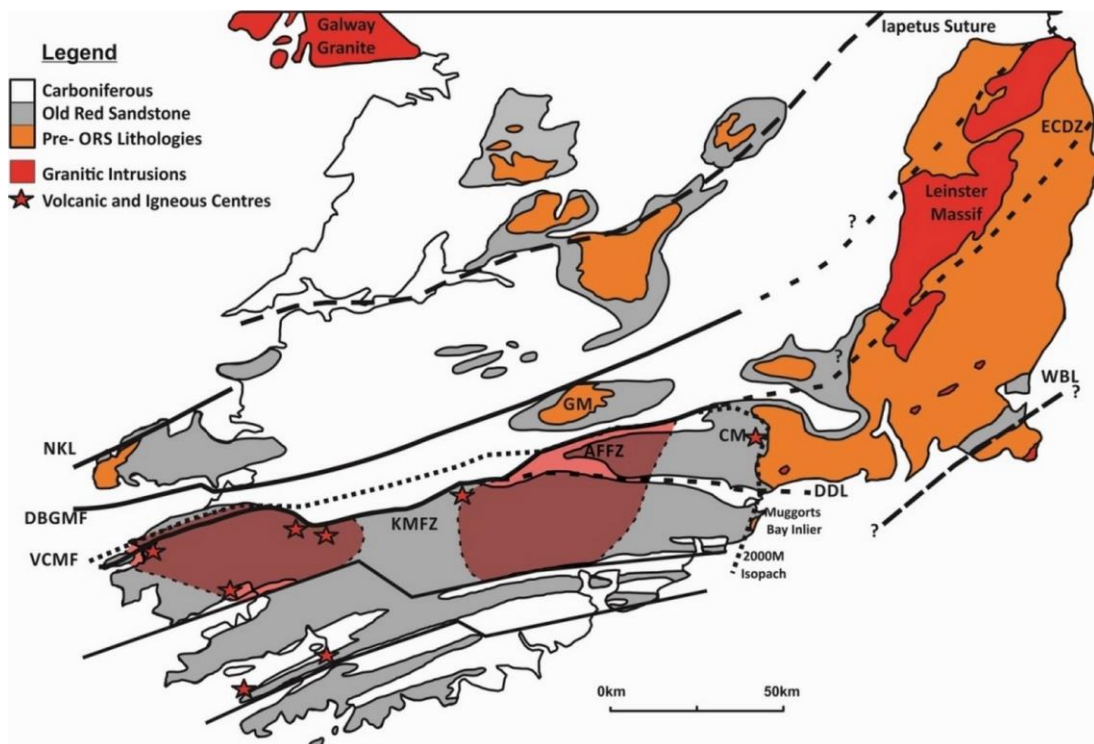 Galway
Granite
Iapetus Suture
Legend
Carboniferous
Old Red Sandstone
Pre- ORS Lithologies
Granitic Intrusions
Volcanic and Igneous Centres
ECDZ
Leinster
Massif
?
?
WBL
?
GM
NKL
CM
AFFZ
DBGMF
KMFZ
DDL
Muggorts
Bay Inlier
?
VCMF
2000M
Isopach
0km
50km